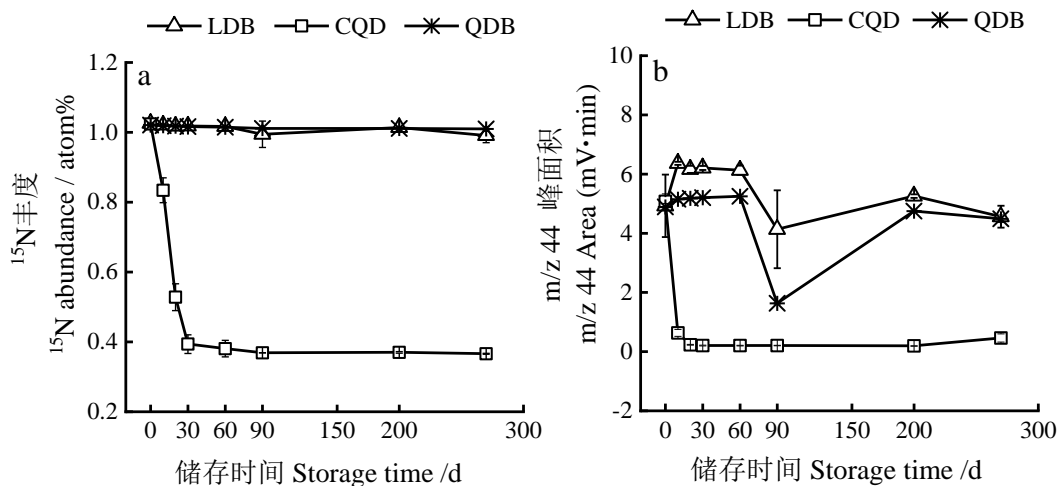 LDB CQD QDB
a
1.2
1.0
0.8
0.6
0.4
0.2
¹⁵N丰度
¹⁵N abundance / atom%
0 30 60 90 200 300
储存时间 Storage time /d
LDB CQD QDB
b
10
8
6
4
2
0
-2
m/z 44 峰面积
m/z 44 Area (mV·min)
0 30 60 90 200 300
储存时间 Storage time /d